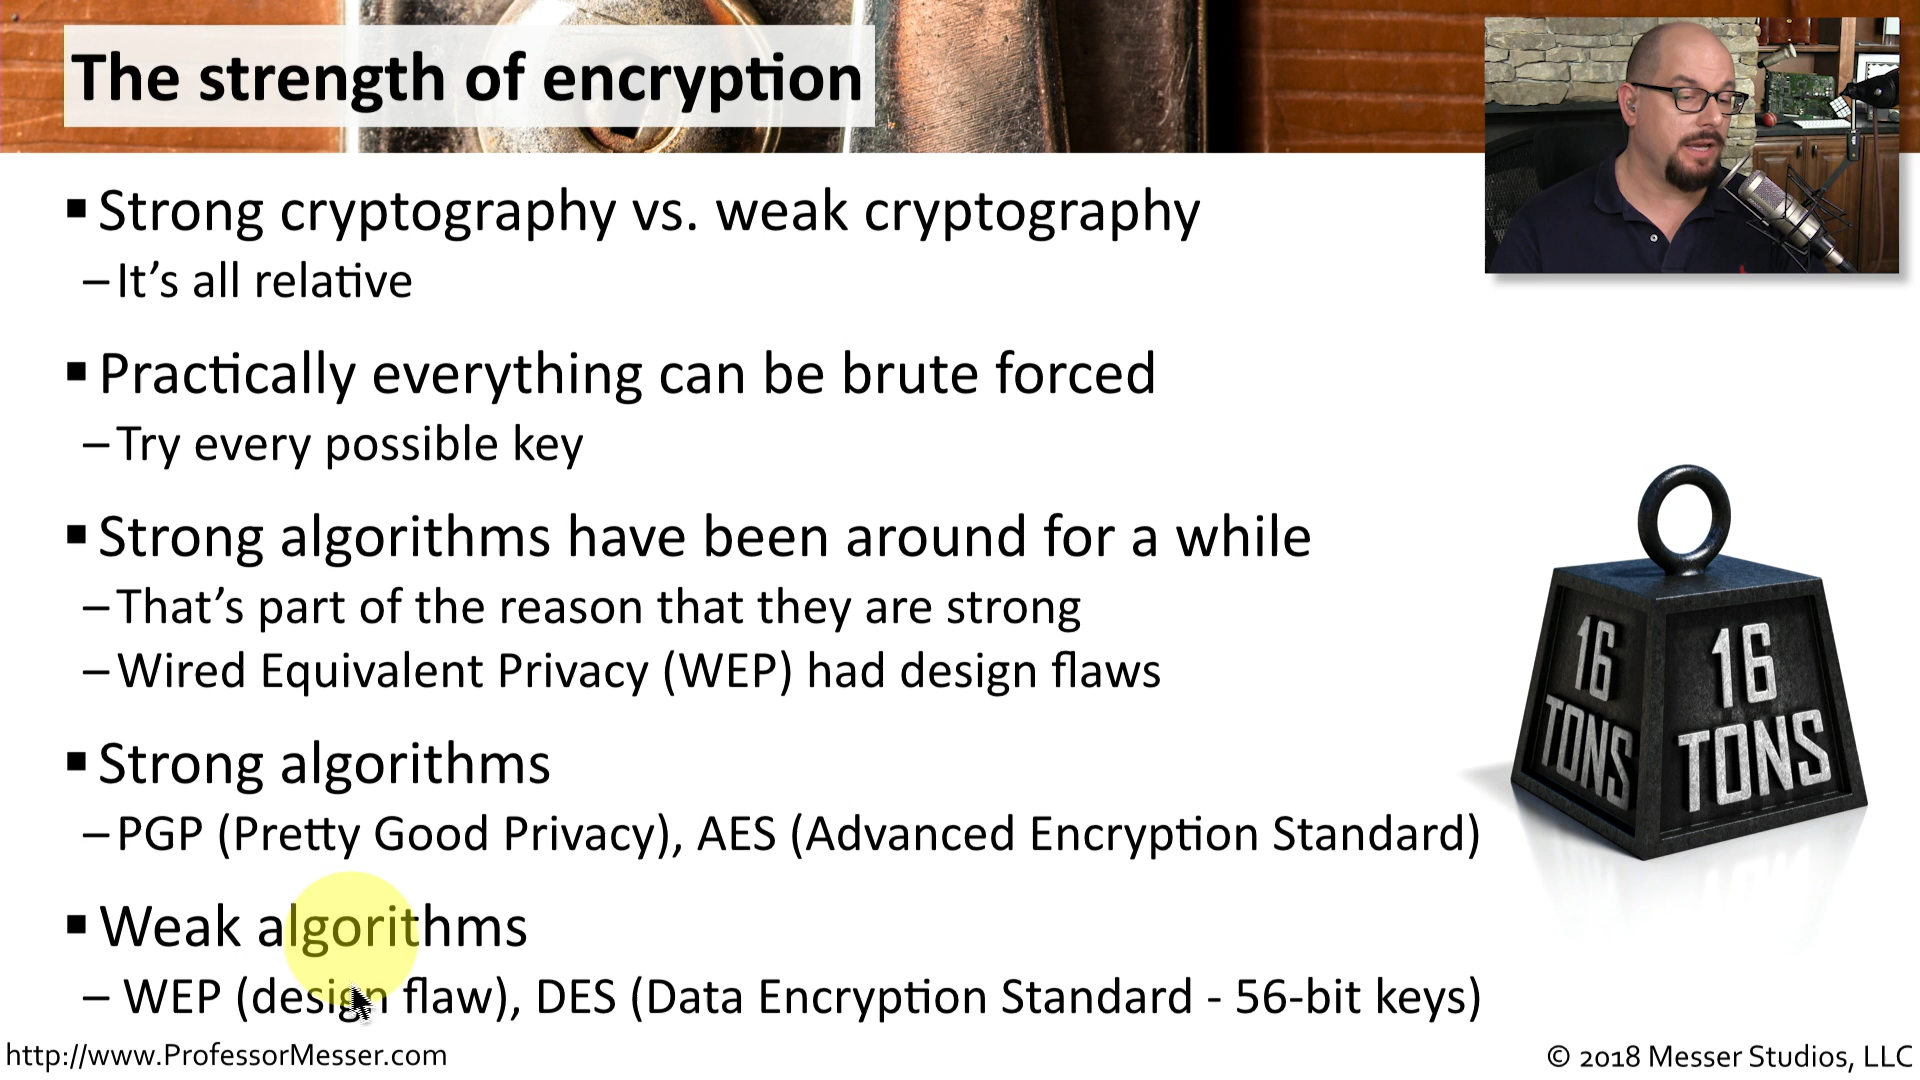 The strength of encryption
▪ Strong cryptography vs. weak cryptography
– It’s all relative
▪ Practically everything can be brute forced
– Try every possible key
▪ Strong algorithms have been around for a while
– That’s part of the reason that they are strong
– Wired Equivalent Privacy (WEP) had design flaws
▪ Strong algorithms
– PGP (Pretty Good Privacy), AES (Advanced Encryption Standard)
▪ Weak algorithms
– WEP (design flaw), DES (Data Encryption Standard - 56-bit keys)
16
TONS
16
TONS
http://www.ProfessorMesser.com
© 2018 Messer Studios, LLC